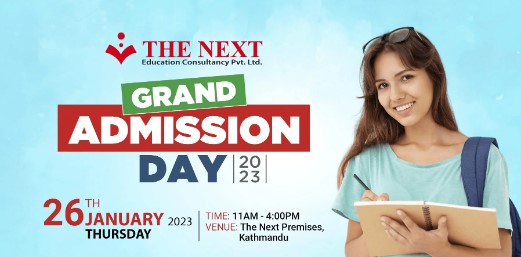 THE NEXT
Education Consultancy Pvt. Ltd.
GRAND
ADMISSION
DAY 20
23
26TH
JANUARY 2023
THURSDAY
TIME: 11AM - 4:00PM
VENUE: The Next Premises,
Kathmandu